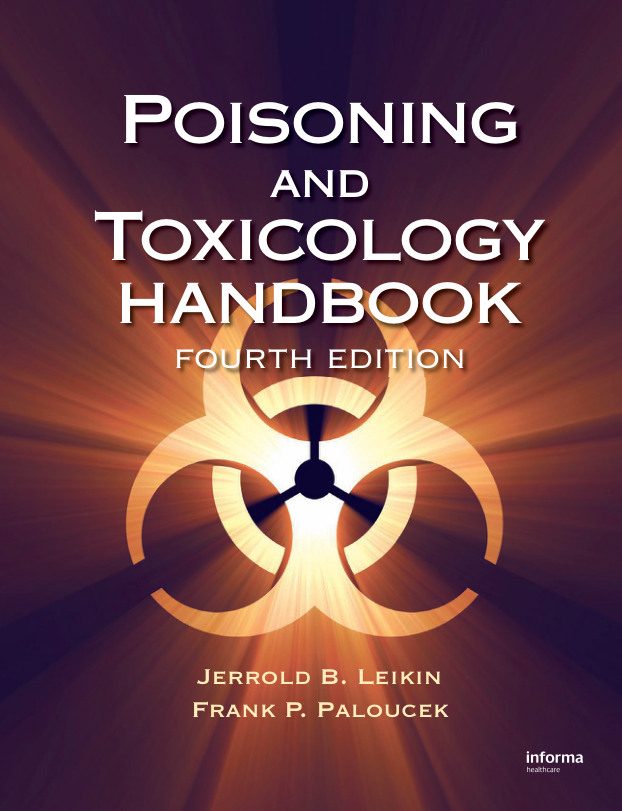 POISONING
AND
TOXICOLOGY
HANDBOOK
FOURTH EDITION
JERROLD B. LEIKIN
FRANK P. PALOUCEK
informa
healthcare